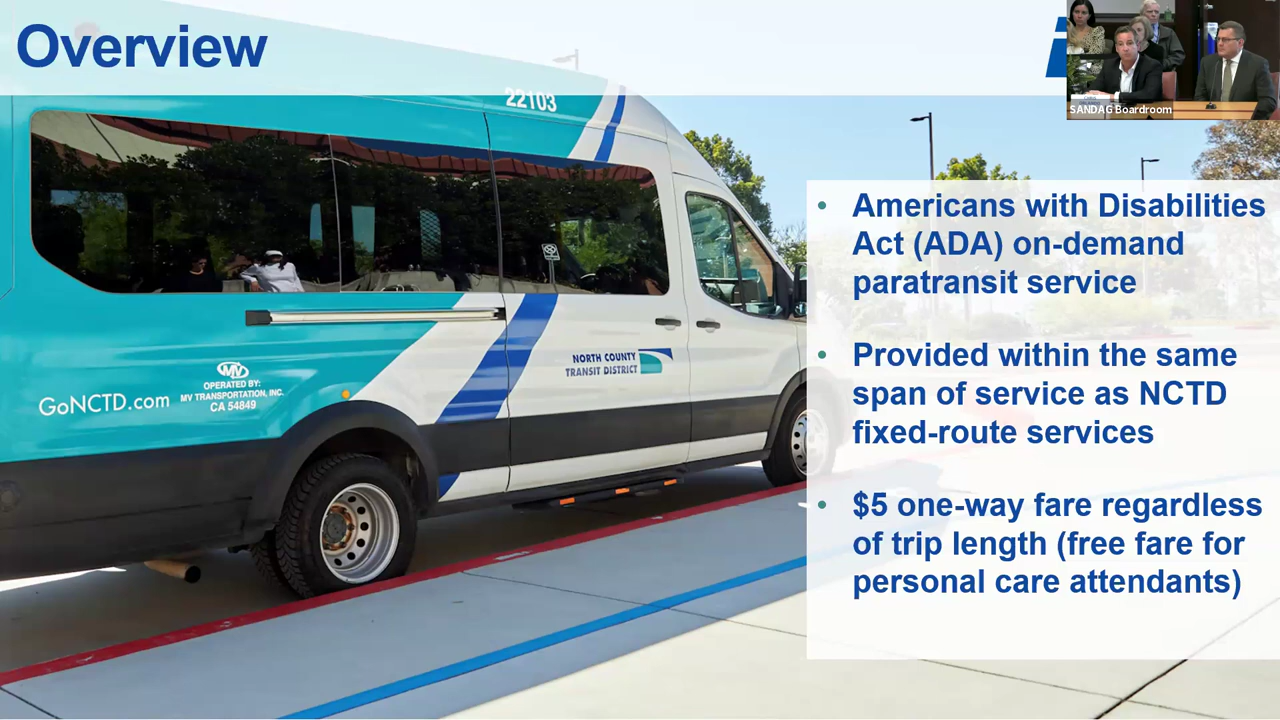 Overview
SANDAG Boardroom
22103
NORTH COUNTY
TRANSIT DISTRICT
MV
OPERATED BY:
MV TRANSPORTATION, INC.
CA 54849
GoNCTD.com
• Americans with Disabilities
Act (ADA) on-demand
paratransit service
• Provided within the same
span of service as NCTD
fixed-route services
• $5 one-way fare regardless
of trip length (free fare for
personal care attendants)